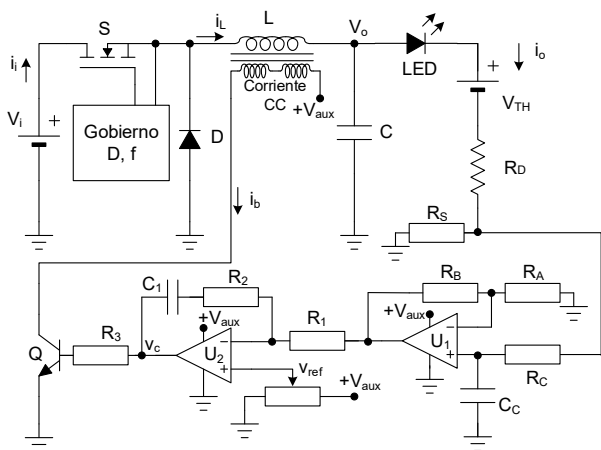 S
i_L
L
V_o
i_i
LED
i_o
Corriente
CC
+V_aux
V_i
+
Gobierno
D, f
D
C
+
V_TH
R_D
i_b
R_S
C_1
R_2
R_B
R_A
+V_aux
+V_aux
R_1
Q
R_3
v_c
U_2
−
+
U_1
−
+
R_C
v_ref
+V_aux
C_C